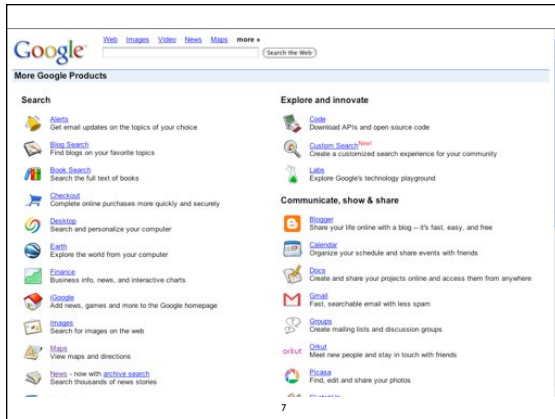 Google
Web Images Video News Maps more »
Search the Web
More Google Products
Search
Alerts
Get email updates on the topics of your choice
Blog Search
Find blogs on your favorite topics
Book Search
Search the full text of books
Checkout
Complete online purchases more quickly and securely
Desktop
Search and personalize your computer
Earth
Explore the world from your computer
Finance
Business info, news, and interactive charts
iGoogle
Add news, games and more to the Google homepage
Images
Search for images on the web
Maps
View maps and directions
News - now with archive search
Search thousands of news stories
Explore and innovate
Code
Download APIs and open source code
Custom Search New!
Create a customized search experience for your community
Labs
Explore Google's technology playground
Communicate, show & share
Blogger
Share your life online with a blog – it's fast, easy, and free
Calendar
Organize your schedule and share events with friends
Docs
Create and share your projects online and access them from anywhere
Gmail
Fast, searchable email with less spam
Groups
Create mailing lists and discussion groups
orkut
Orkut
Meet new people and stay in touch with friends
Picasa
Find, edit and share your photos
7